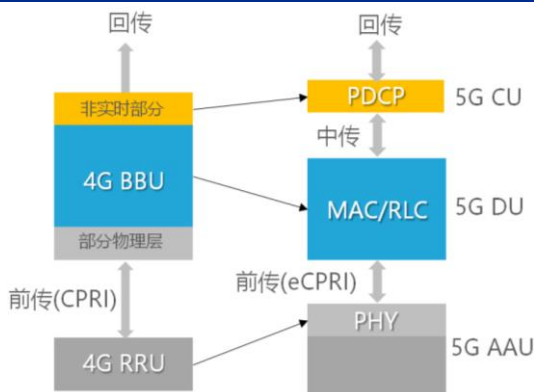 回传
回传
非实时部分
PDCP
5G CU
中传
4G BBU
MAC/RLC
5G DU
部分物理层
前传(CPRI)
前传(eCPRI)
PHY
4G RRU
5G AAU